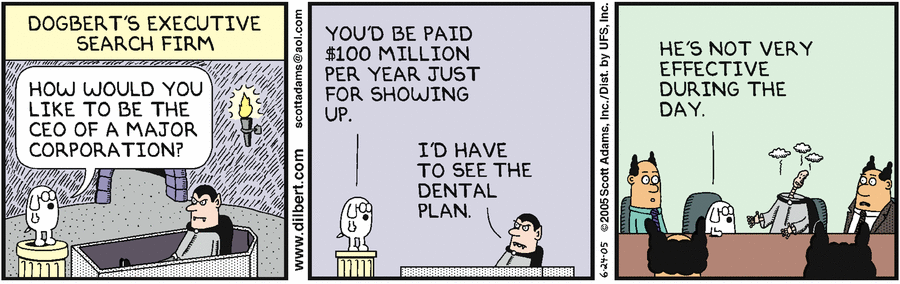 DOGBERT'S EXECUTIVE
SEARCH FIRM
HOW WOULD YOU
LIKE TO BE THE
CEO OF A MAJOR
CORPORATION?
www.dilbert.com
scottadams@aol.com
YOU'D BE PAID
$100 MILLION
PER YEAR JUST
FOR SHOWING
UP.
I'D HAVE
TO SEE THE
DENTAL
PLAN.
6-24-05 ©2005 Scott Adams, Inc./Dist. by UFS, Inc.
HE'S NOT VERY
EFFECTIVE
DURING THE
DAY.